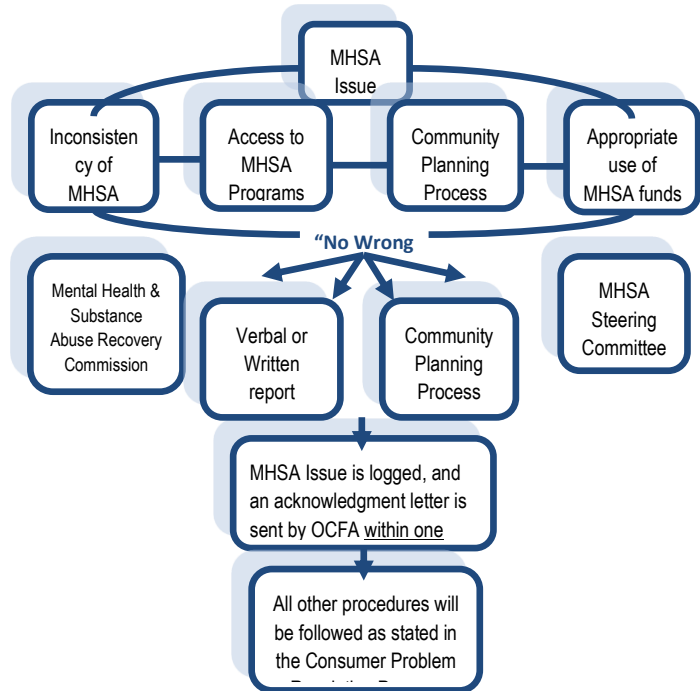 MHSA
Issue
Inconsisten
cy of
MHSA
Access to
MHSA
Programs
Community
Planning
Process
Appropriate
use of
MHSA funds
“No Wrong
Mental Health &
Substance
Abuse Recovery
Commission
Verbal or
Written
report
Community
Planning
Process
MHSA
Steering
Committee
MHSA Issue is logged, and
an acknowledgment letter is
sent by OCFA within one
All other procedures will
be followed as stated in
the Consumer Problem